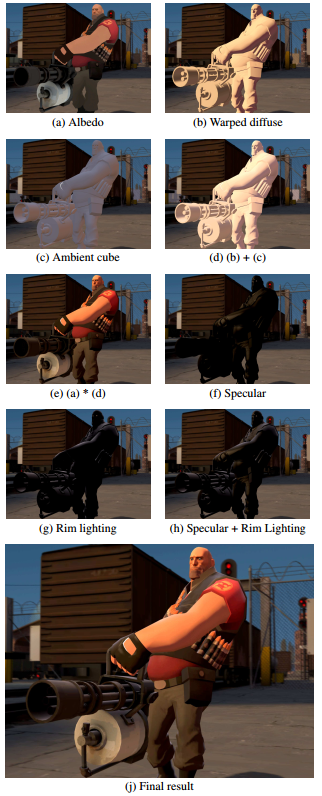 (a) Albedo
(b) Warped diffuse
(c) Ambient cube
(d) (b) + (c)
(e) (a) * (d)
(f) Specular
(g) Rim lighting
(h) Specular + Rim Lighting
(j) Final result